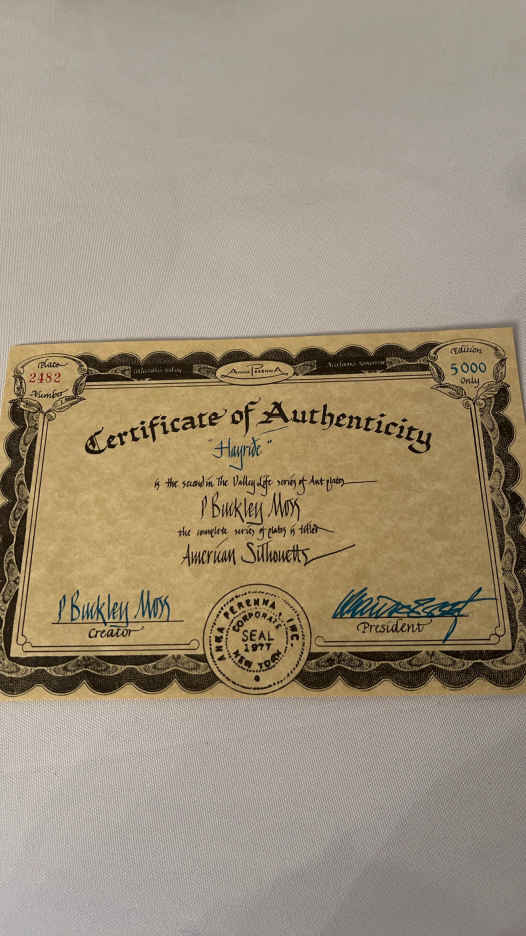 Plate
2482
Number
Anna Perenna
Edition
5000
Only
Certificate of Authenticity
"Hayride"
is the second in The Valley Life series of Art plates
P Buckley Moss
the complete series of plates is titled
American Silhouettes
P Buckley Moss
Creator
ANNA PERENNA, INC.
CORPORATE
SEAL
1977
NEW YORK
President